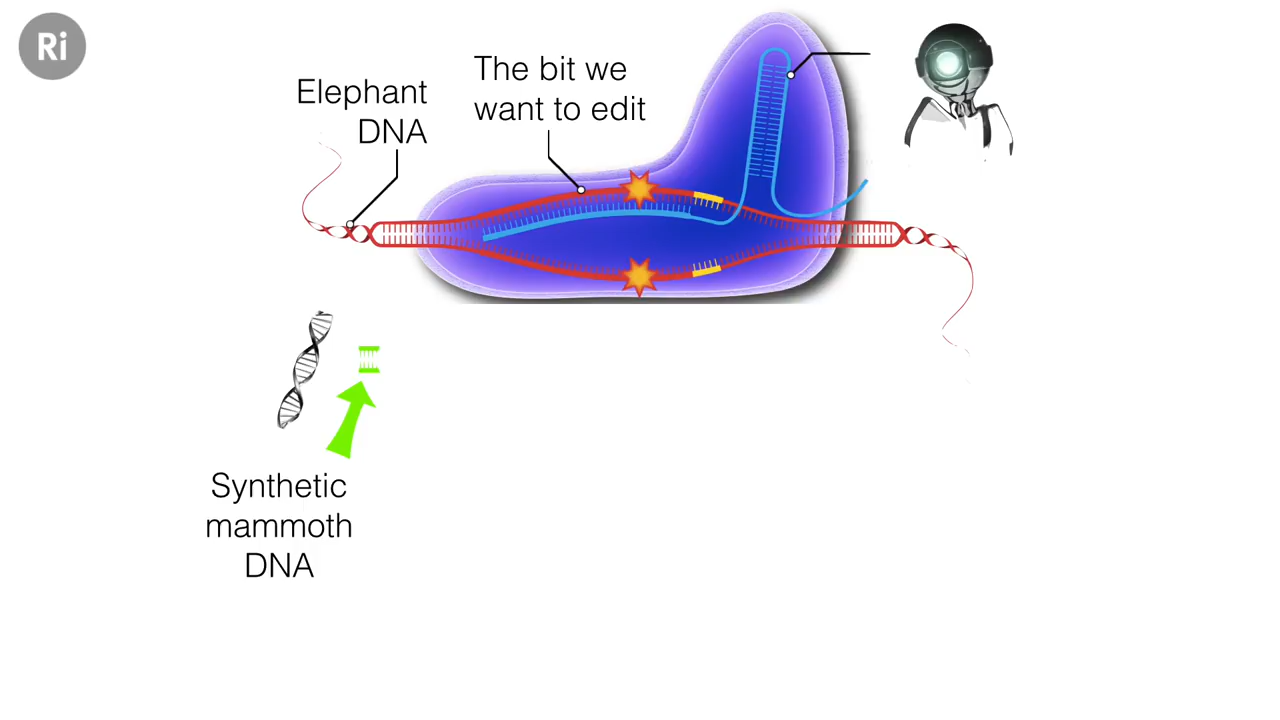 Ri
Elephant
DNA
The bit we
want to edit
Synthetic
mammoth
DNA